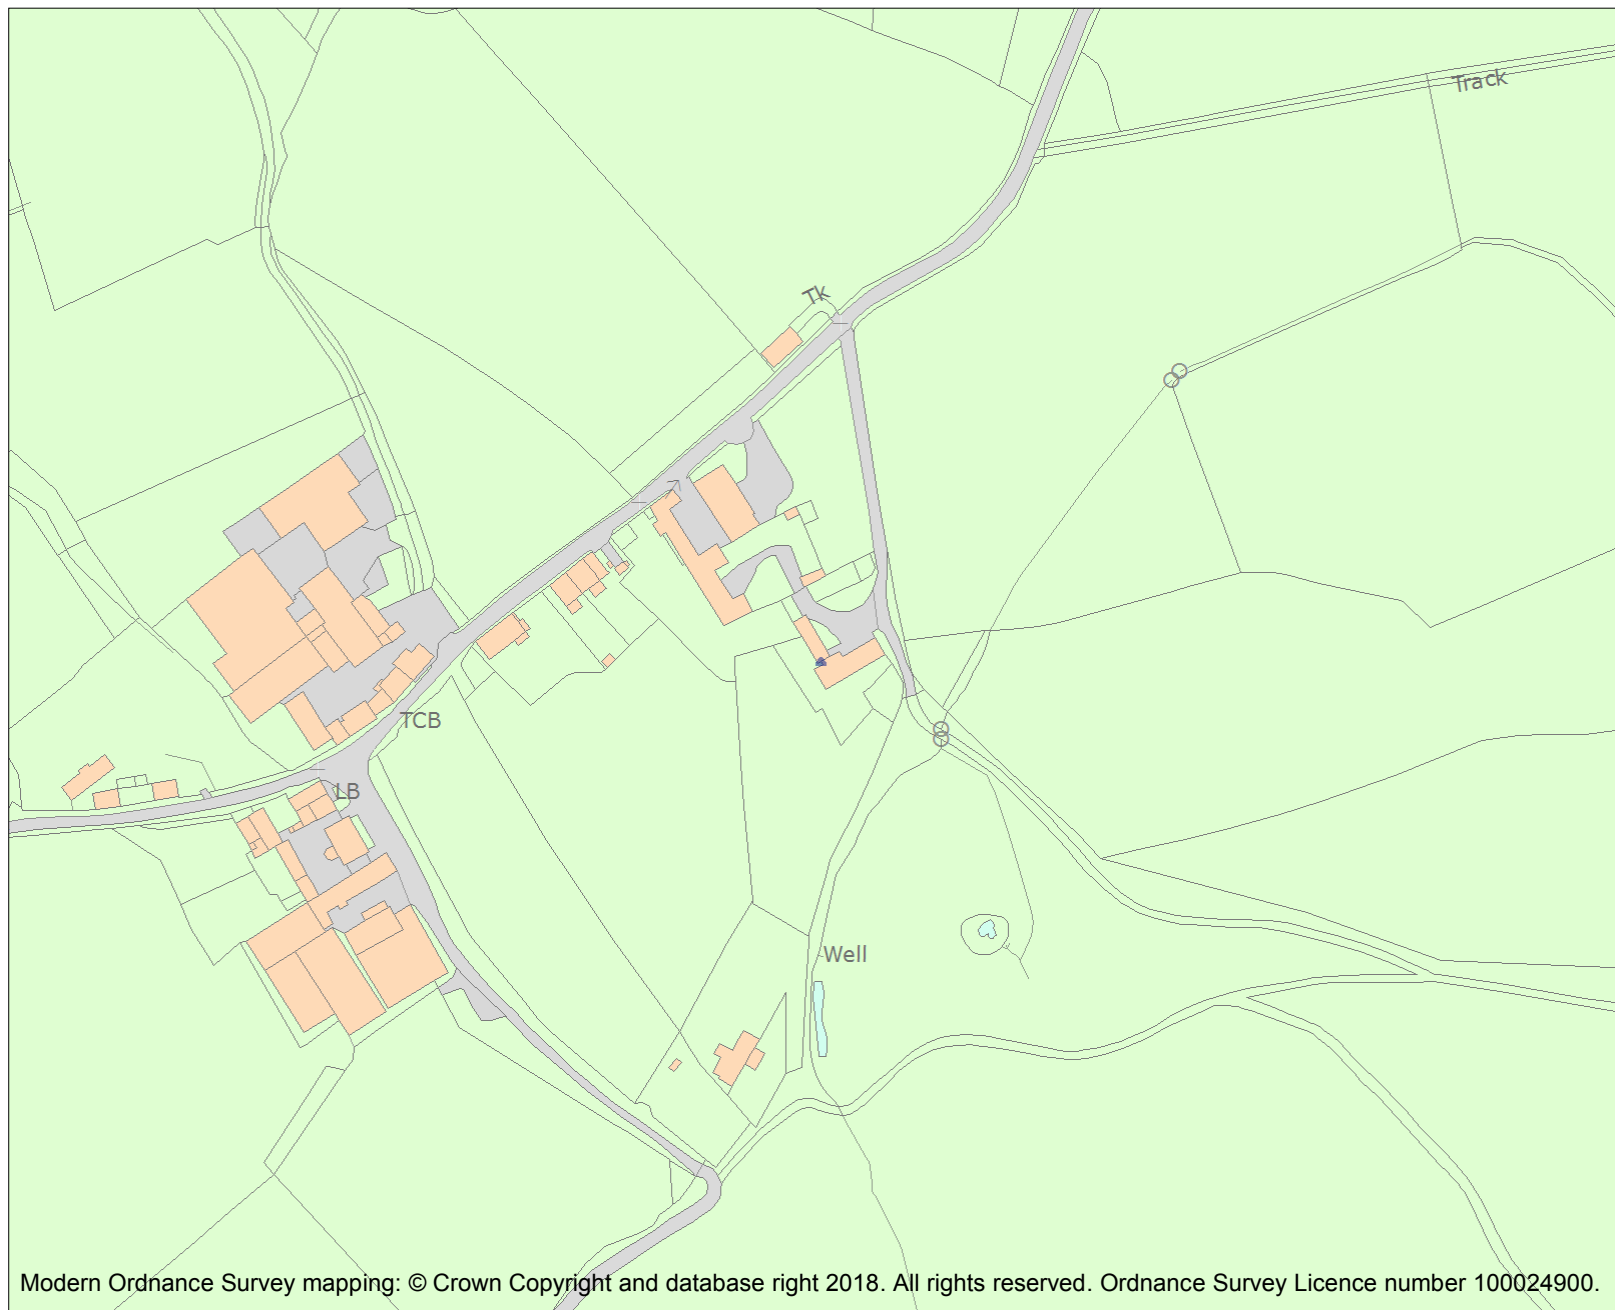 Track
Tk
TCB
LB
Well
Modern Ordnance Survey mapping: © Crown Copyright and database right 2018. All rights reserved. Ordnance Survey Licence number 100024900.